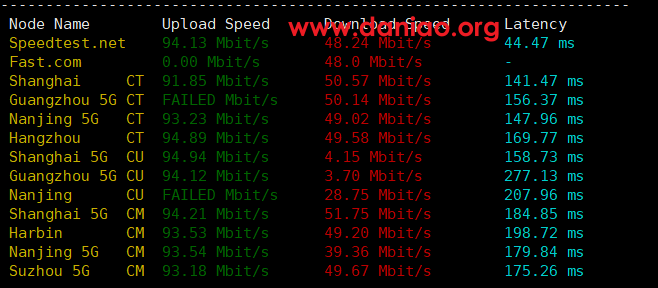 --------------------------------------------------------------------
Node Name Upload Speed Download Speed Latency
www.daniao.org
Speedtest.net 94.13 Mbit/s 48.24 Mbit/s 44.47 ms
Fast.com 0.00 Mbit/s 48.0 Mbit/s -
Shanghai CT 91.85 Mbit/s 50.57 Mbit/s 141.47 ms
Guangzhou 5G CT FAILED Mbit/s 50.14 Mbit/s 156.37 ms
Nanjing 5G CT 93.23 Mbit/s 49.02 Mbit/s 147.96 ms
Hangzhou CT 94.89 Mbit/s 49.58 Mbit/s 169.77 ms
Shanghai 5G CU 94.94 Mbit/s 4.15 Mbit/s 158.73 ms
Guangzhou 5G CU 94.12 Mbit/s 3.70 Mbit/s 277.13 ms
Nanjing CU FAILED Mbit/s 28.75 Mbit/s 207.96 ms
Shanghai 5G CM 94.21 Mbit/s 51.75 Mbit/s 184.85 ms
Harbin CM 93.53 Mbit/s 49.20 Mbit/s 198.72 ms
Nanjing 5G CM 93.54 Mbit/s 39.36 Mbit/s 179.84 ms
Suzhou 5G CM 93.18 Mbit/s 49.67 Mbit/s 175.26 ms